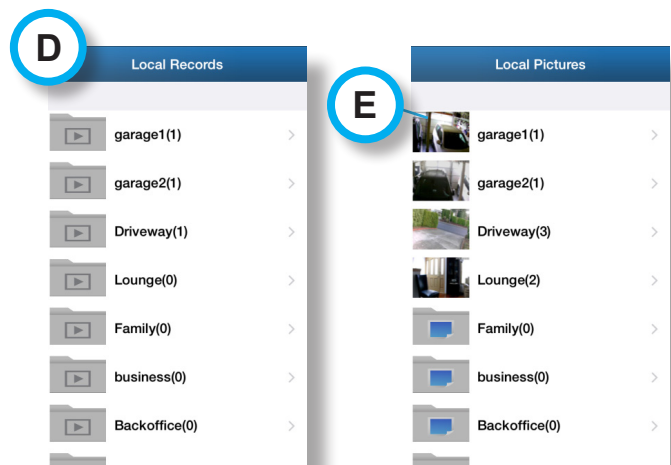 D
Local Records
garage1(1)
garage2(1)
Driveway(1)
Lounge(0)
Family(0)
business(0)
Backoffice(0)
E
Local Pictures
garage1(1)
garage2(1)
Driveway(3)
Lounge(2)
Family(0)
business(0)
Backoffice(0)